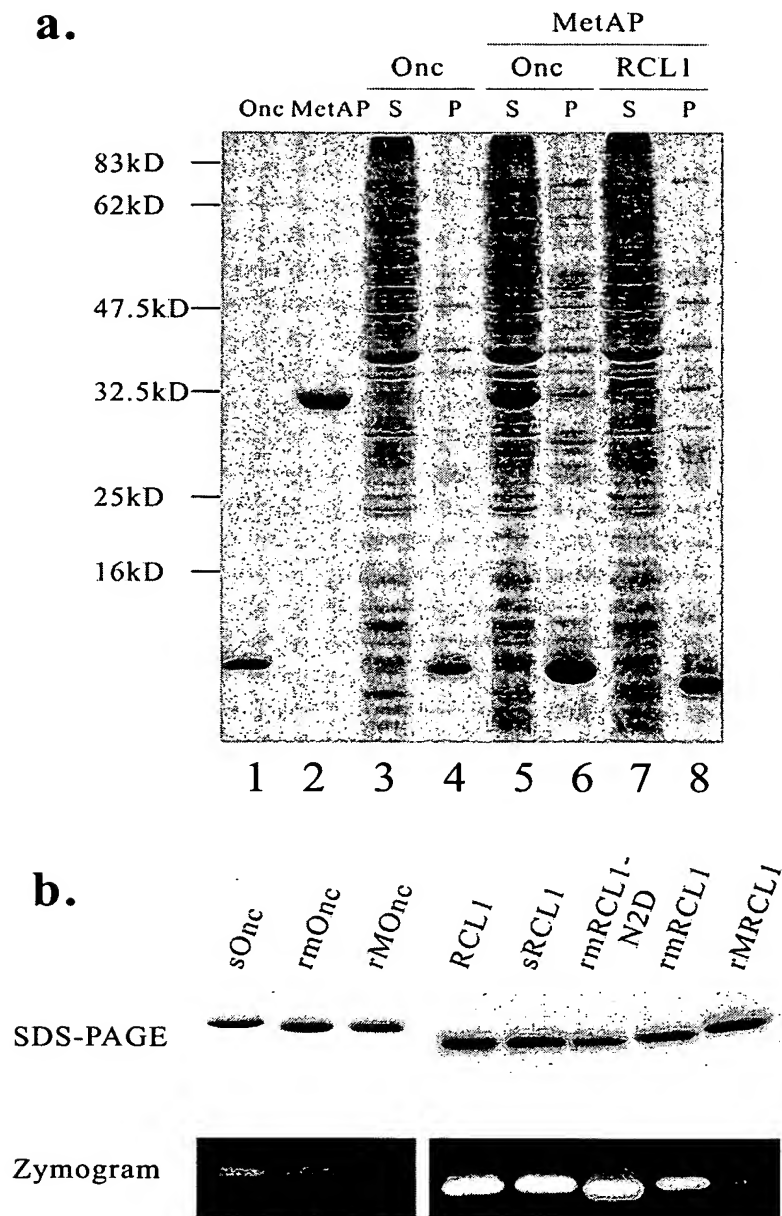 a.
MetAP
Onc Onc RCL1
Onc MetAP S P S P S P
83kD
62kD
47.5kD
32.5kD
25kD
16kD
1 2 3 4 5 6 7 8
b.
sOnc rmOnc rMOnc RCL1 sRCL1 rmRCL1-N2D rmRCL1 rMRCL1
SDS-PAGE
Zymogram